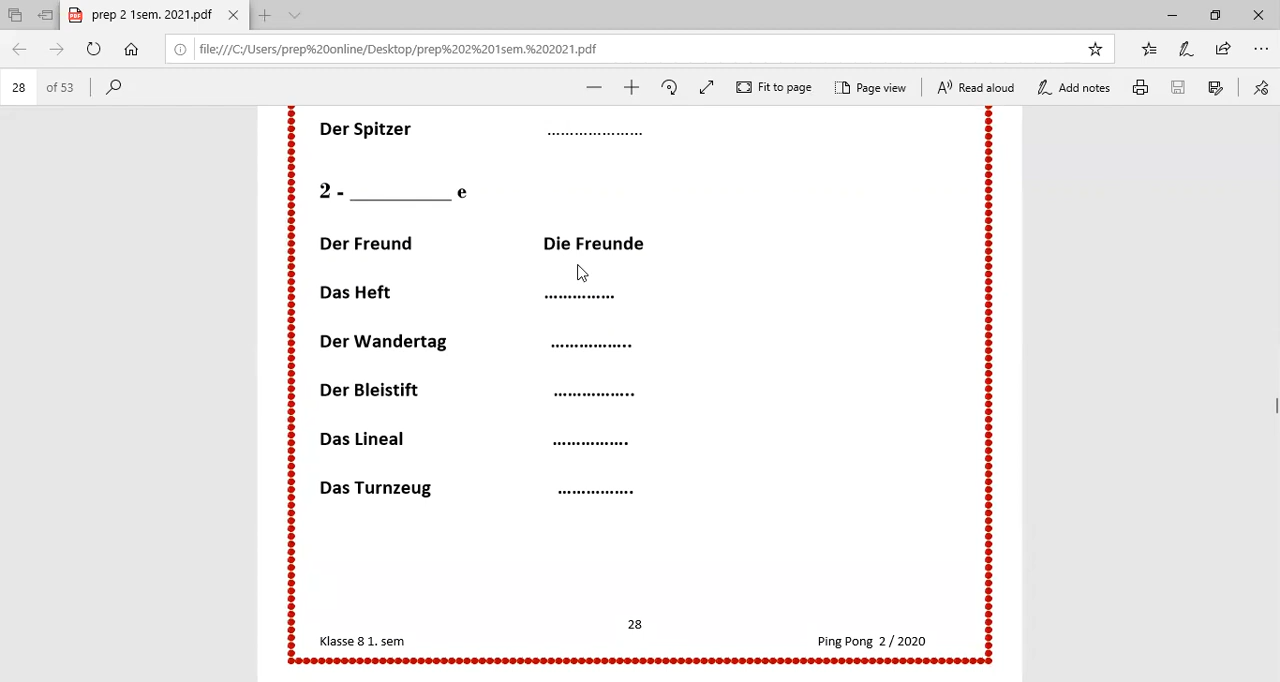 prep 2 1sem. 2021.pdf
file:///C:/Users/prep%20online/Desktop/prep%202%201sem.%202021.pdf
28 of 53 Fit to page Page view Read aloud Add notes
Der Spitzer .....................
2 - __________ e
Der Freund Die Freunde
Das Heft ...............
Der Wandertag .................
Der Bleistift .................
Das Lineal ................
Das Turnzeug ................
28
Klasse 8 1. sem Ping Pong 2 / 2020